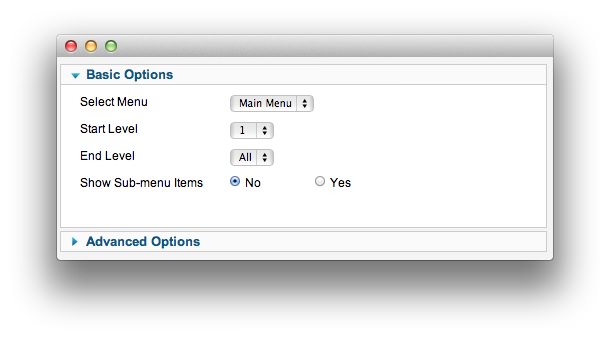 Basic Options
Select Menu Main Menu
Start Level 1
End Level All
Show Sub-menu Items No Yes
Advanced Options